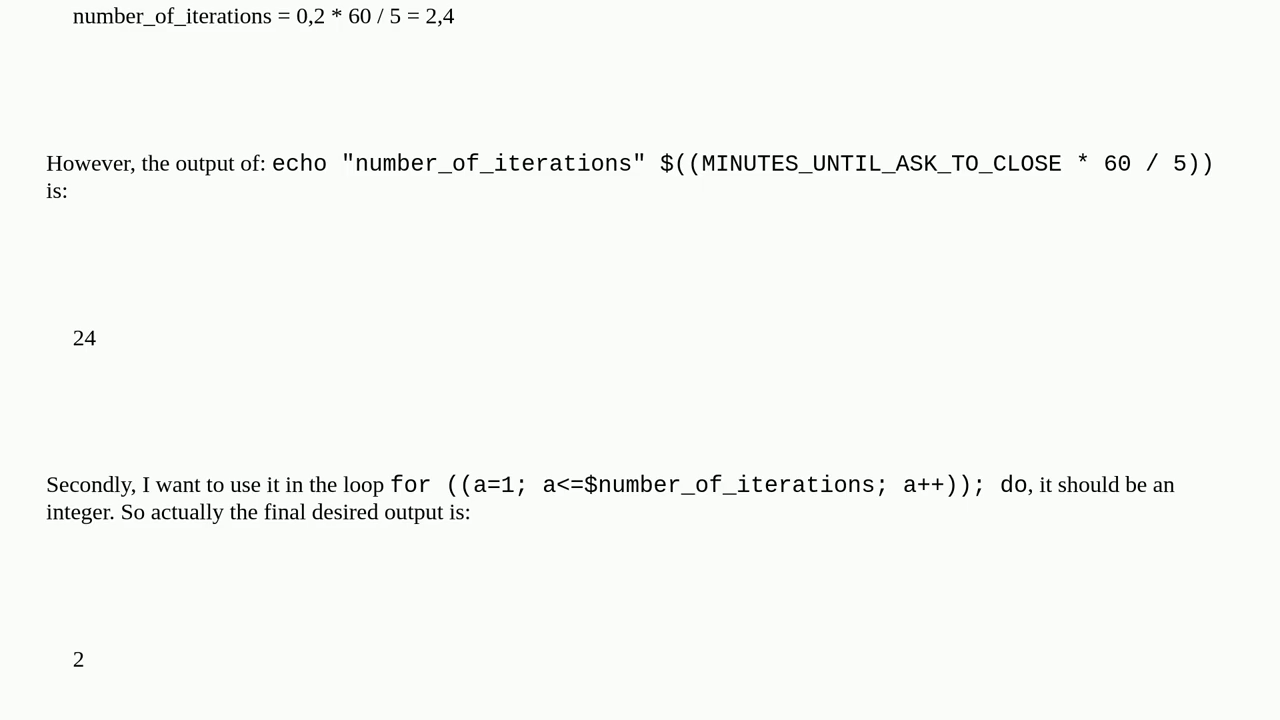 number_of_iterations = 0,2 * 60 / 5 = 2,4
However, the output of: echo "number_of_iterations" $((MINUTES_UNTIL_ASK_TO_CLOSE * 60 / 5))
is:
24
Secondly, I want to use it in the loop for ((a=1; a<=$number_of_iterations; a++)); do, it should be an
integer. So actually the final desired output is:
2